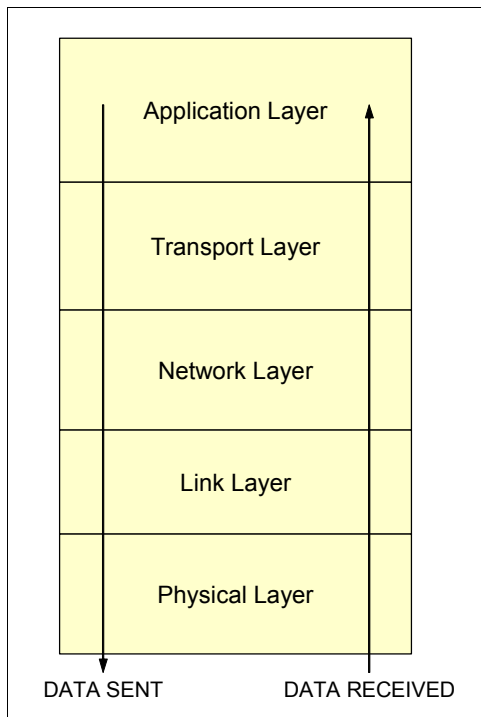 Application Layer
Transport Layer
Network Layer
Link Layer
Physical Layer
DATA SENT
DATA RECEIVED